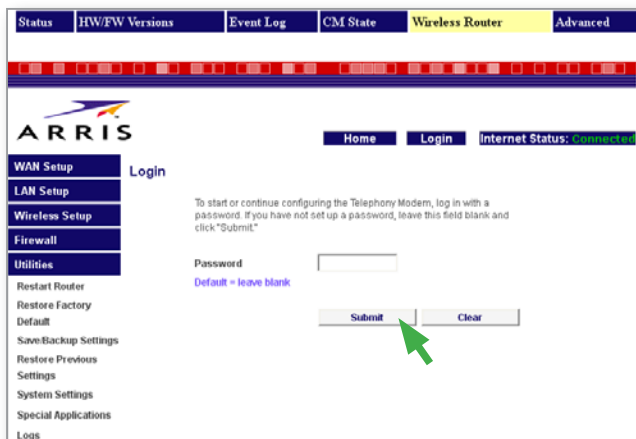 Status HW/FW Versions Event Log CM State Wireless Router Advanced
ARRIS
Home Login Internet Status: Connected
WAN Setup
LAN Setup
Wireless Setup
Firewall
Utilities
Restart Router
Restore Factory
Default
Save/Backup Settings
Restore Previous
Settings
System Settings
Special Applications
Logs
Login
To start or continue configuring the Telephony Modem, log in with a
password. If you have not set up a password, leave this field blank and
click "Submit."
Password
Default = leave blank
Submit Clear